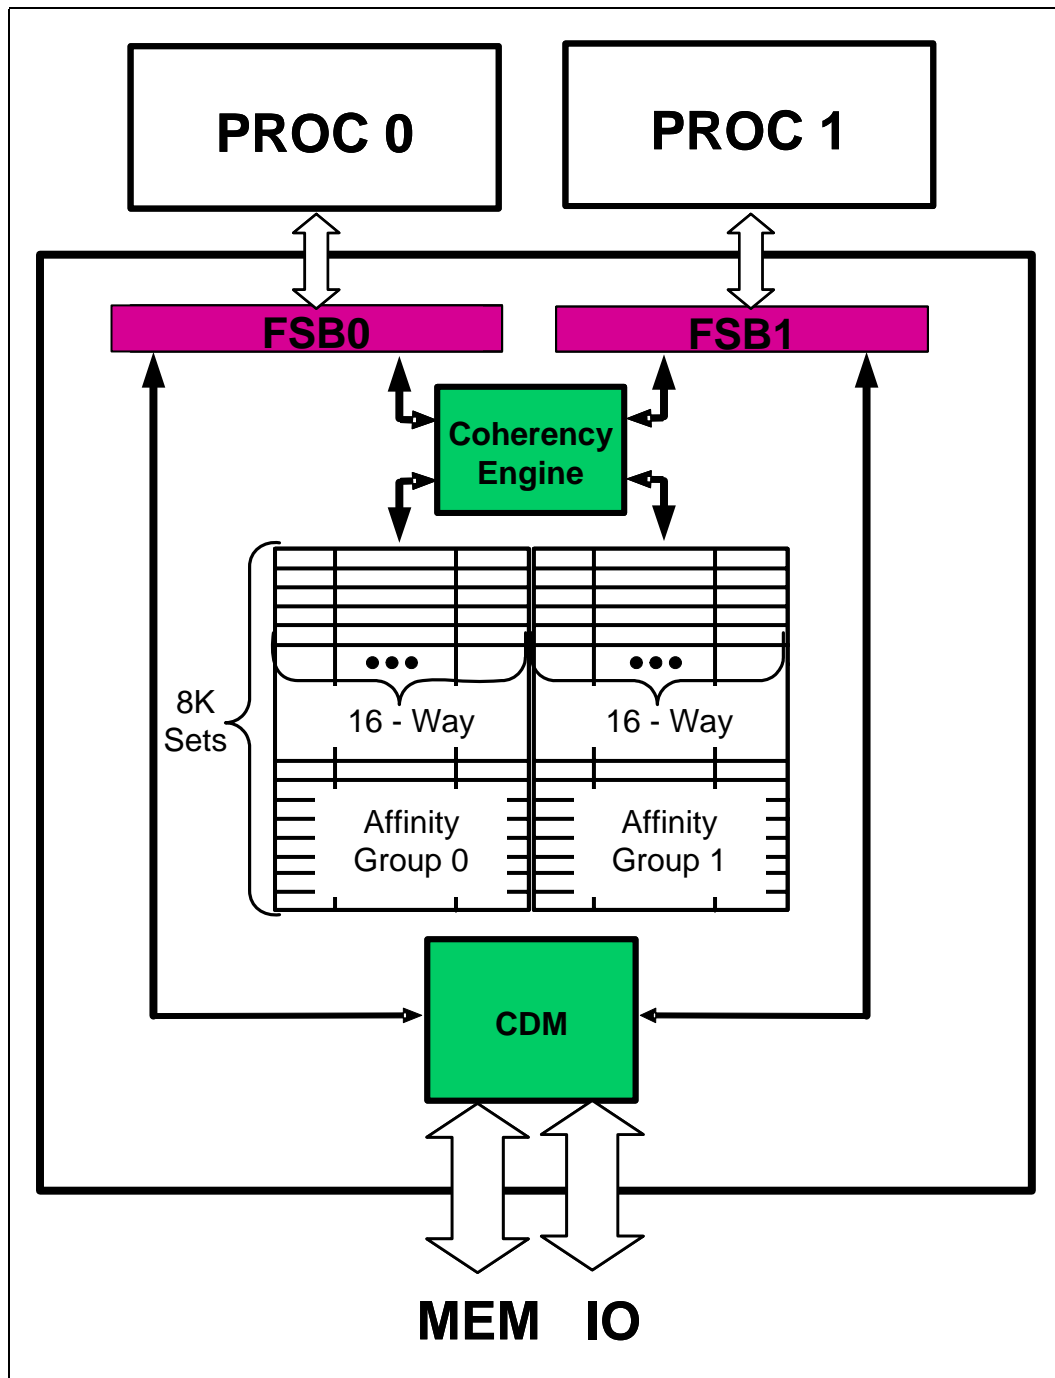 PROC 0
PROC 1
FSB0
FSB1
Coherency
Engine
8K
Sets
16 - Way
16 - Way
Affinity
Group 0
Affinity
Group 1
CDM
MEM
IO